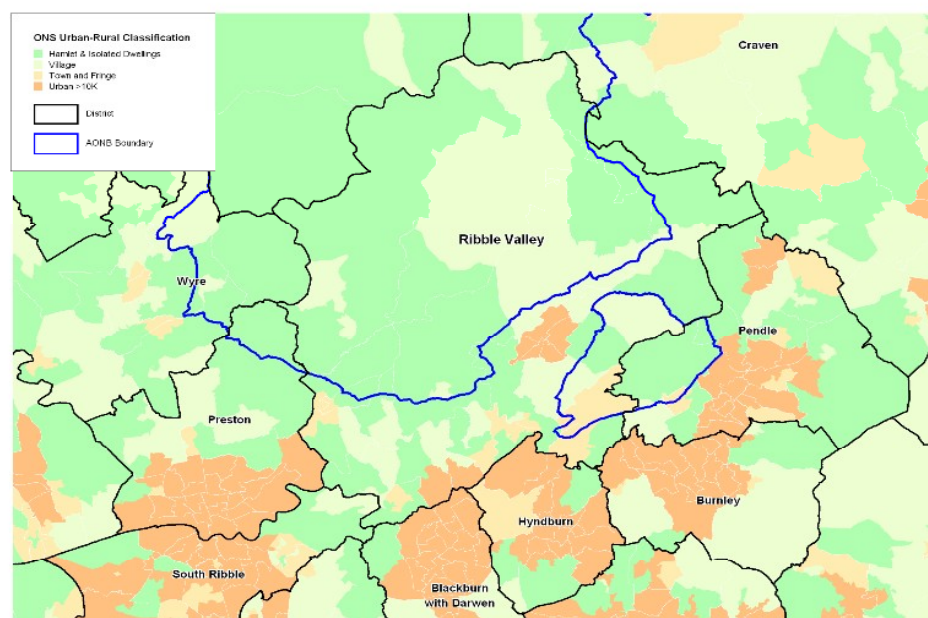 ONS Urban-Rural Classification
Hamlet & Isolated Dwellings
Village
Town and Fringe
Urban >10K
District
AONB Boundary
Craven
Ribble Valley
Wyre
Pendle
Preston
Burnley
Hyndburn
South Ribble
Blackburn
with Darwen